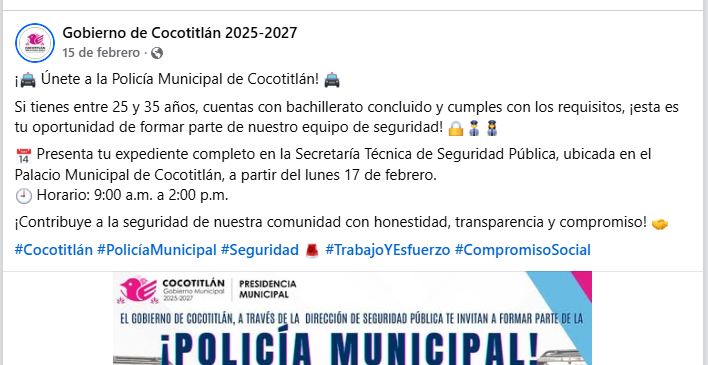 Gobierno de Cocotitlán 2025-2027
15 de febrero ·
¡🚔 Únete a la Policía Municipal de Cocotitlán! 🚔
Si tienes entre 25 y 35 años, cuentas con bachillerato concluido y cumples con los requisitos, ¡esta es
tu oportunidad de formar parte de nuestro equipo de seguridad! 🔒👮‍♂️👮‍♀️
📅 Presenta tu expediente completo en la Secretaría Técnica de Seguridad Pública, ubicada en el
Palacio Municipal de Cocotitlán, a partir del lunes 17 de febrero.
🕘 Horario: 9:00 a.m. a 2:00 p.m.
¡Contribuye a la seguridad de nuestra comunidad con honestidad, transparencia y compromiso! 🤝
#Cocotitlán #PolicíaMunicipal #Seguridad 🚨 #TrabajoYEsfuerzo #CompromisoSocial
COCOTITLÁN
Gobierno Municipal
2025-2027
PRESIDENCIA
MUNICIPAL
EL GOBIERNO DE COCOTITLÁN, A TRAVÉS DE LA DIRECCIÓN DE SEGURIDAD PÚBLICA TE INVITAN A FORMAR PARTE DE LA
¡POLICÍA MUNICIPAL!